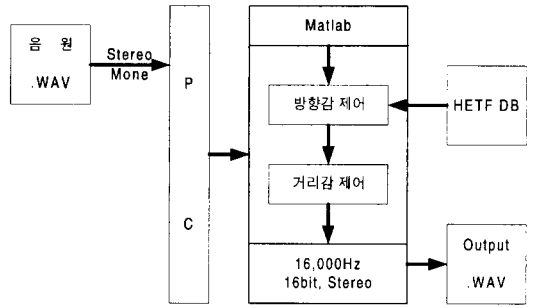 음 원
.WAV
Stereo
Mone
P
C
Matlab
방향감 제어
HETF DB
거리감 제어
16,000Hz
16bit, Stereo
Output
.WAV